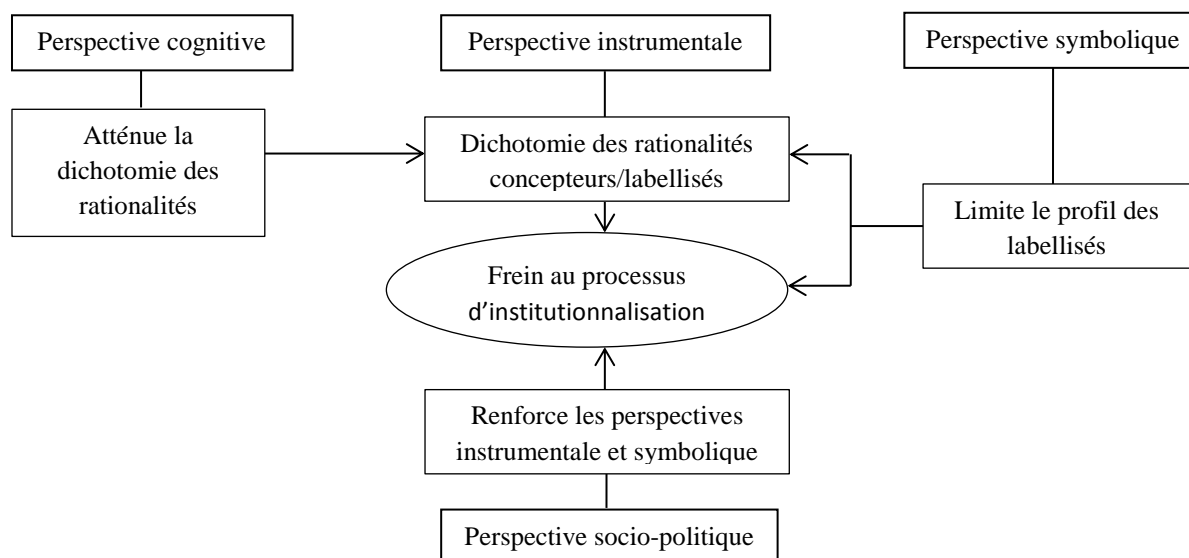 Perspective cognitive
Perspective instrumentale
Perspective symbolique
Atténue la
dichotomie des
rationalités
Dichotomie des rationalités
concepteurs/labellisés
Limite le profil des
labellisés
Frein au processus
d'institutionnalisation
Renforce les perspectives
instrumentale et symbolique
Perspective socio-politique